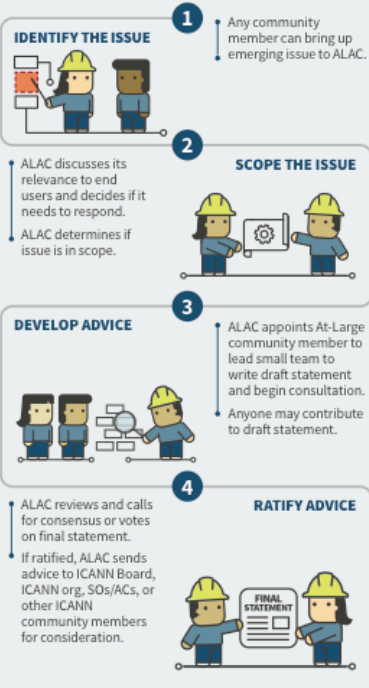 1
IDENTIFY THE ISSUE
Any community
member can bring up
emerging issue to ALAC.
2
SCOPE THE ISSUE
ALAC discusses its
relevance to end
users and decides if it
needs to respond.
ALAC determines if
issue is in scope.
3
DEVELOP ADVICE
ALAC appoints At-Large
community member to
lead small team to
write draft statement
and begin consultation.
Anyone may contribute
to draft statement.
4
RATIFY ADVICE
ALAC reviews and calls
for consensus or votes
on final statement.
If ratified, ALAC sends
advice to ICANN Board,
ICANN org, SOs/ACs, or
other ICANN
community members
for consideration.
FINAL
STATEMENT